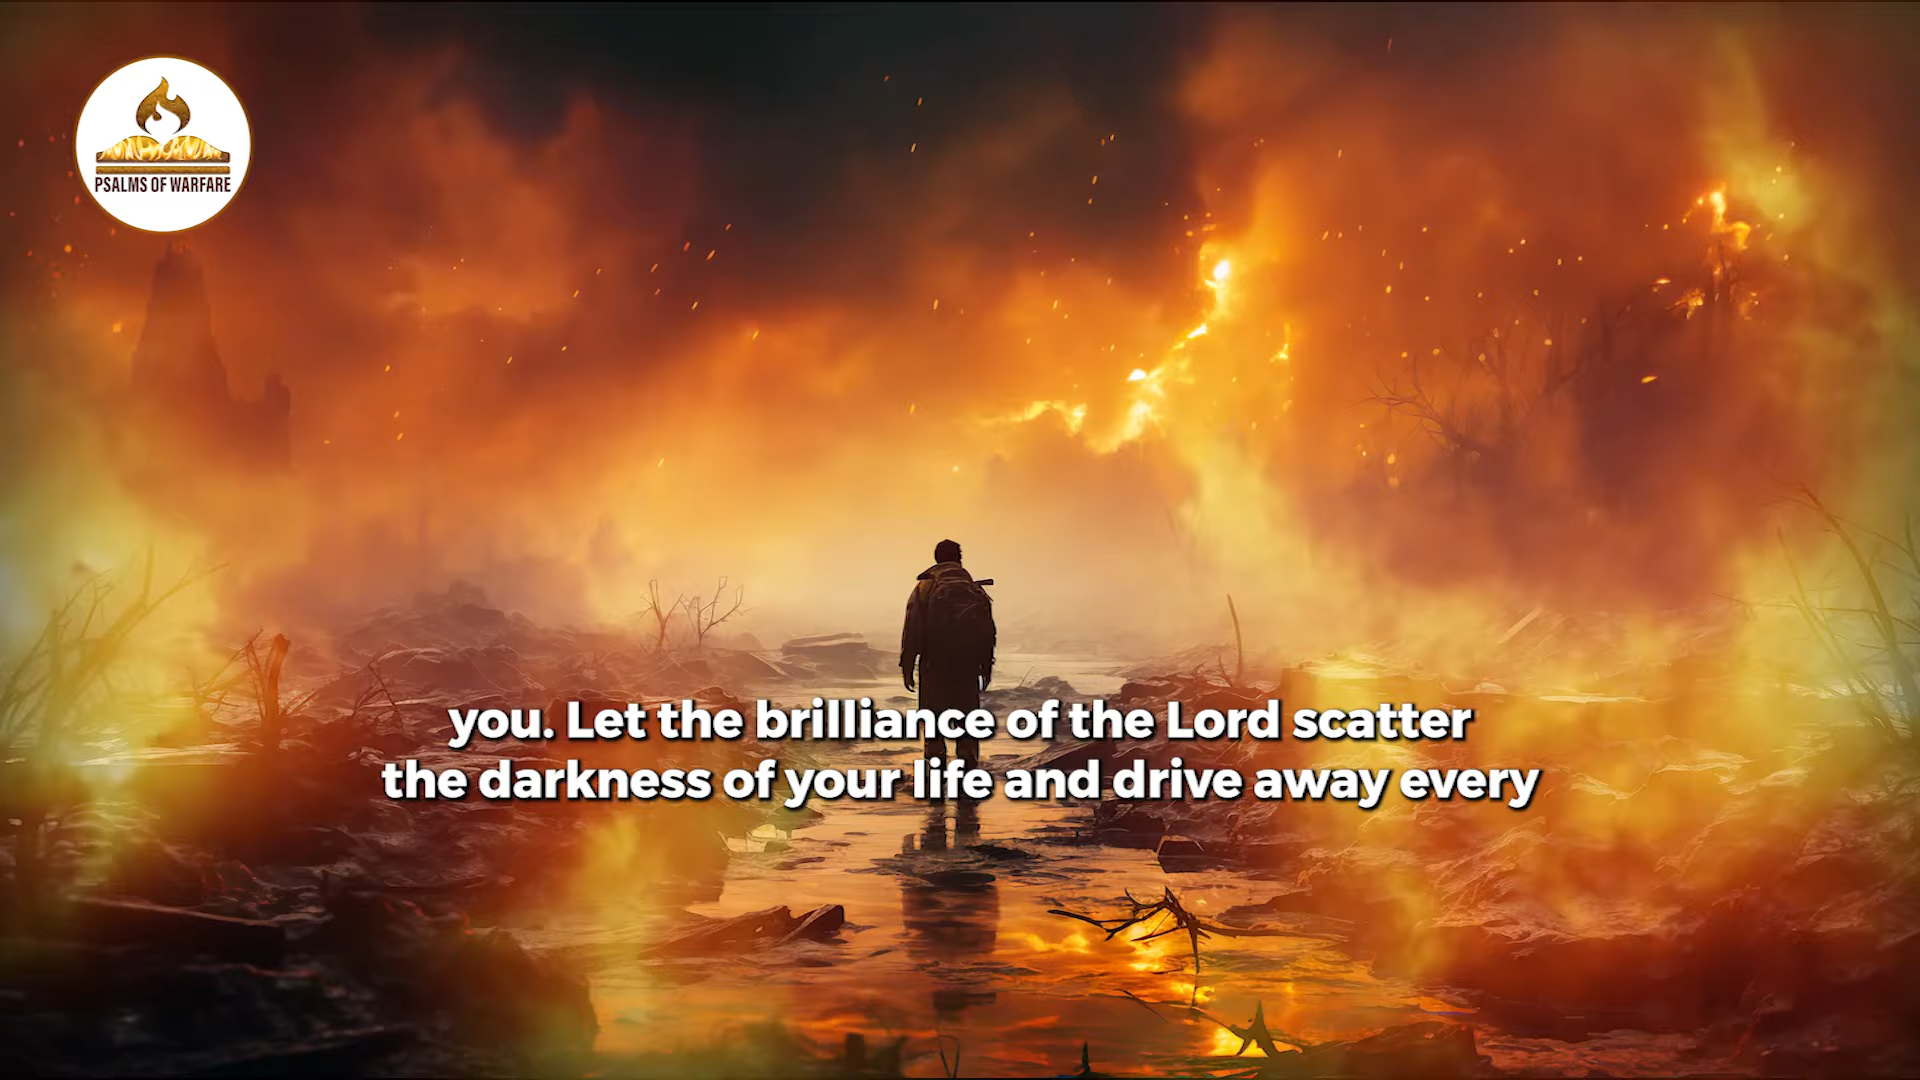 PSALMS OF WARFARE
you. Let the brilliance of the Lord scatter
the darkness of your life and drive away every